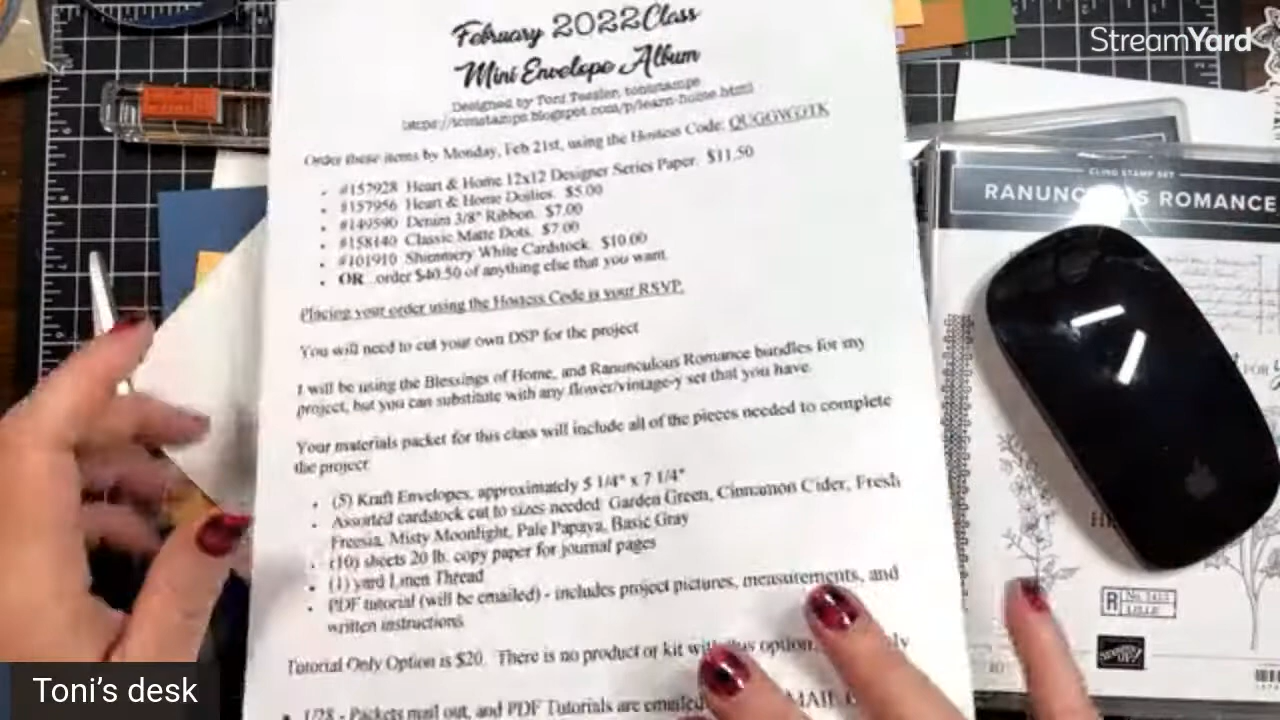 StreamYard
February 2022 Class
Mini Envelope Album
Designed by Toni Tessler, tonistamps
https://tonistamps.blogspot.com/p/learn-home.html
Order these items by Monday, Feb 21st, using the Hostess Code:
• #157928 Heart & Home 12x12 Designer Series Paper. $11.50
• #157956 Heart & Home Doilies. $5.00
• #149590 Denim 3/8" Ribbon. $7.00
• #158140 Classic Matte Dots. $7.00
• #101910 Shimmery White Cardstock. $10.00
• OR...order $40.50 of anything else that you want.
Placing your order using the Hostess Code is your RSVP.
You will need to cut your own DSP for the project
I will be using the Blessings of Home, and Ranunculous Romance bundles for my
project, but you can substitute with any flower/vintage-y set that you have.
Your materials packet for this class will include all of the pieces needed to complete
the project
• (5) Kraft Envelopes, approximately 5 1/4" x 7 1/4"
• Assorted cardstock cut to sizes needed: Garden Green, Cinnamon Cider, Fresh
Freesia, Misty Moonlight, Pale Papaya, Basic Gray
• (10) sheets 20 lb. copy paper for journal pages
• (1) yard Linen Thread
• PDF tutorial (will be emailed) - includes project pictures, measurements, and
written instructions
Tutorial Only Option is $20. There is no product or kit with this option.
• 1/28 - Packets mail out, and PDF Tutorials are emailed
CLING STAMP SET
ROMANCE
FOR
R
Toni's desk